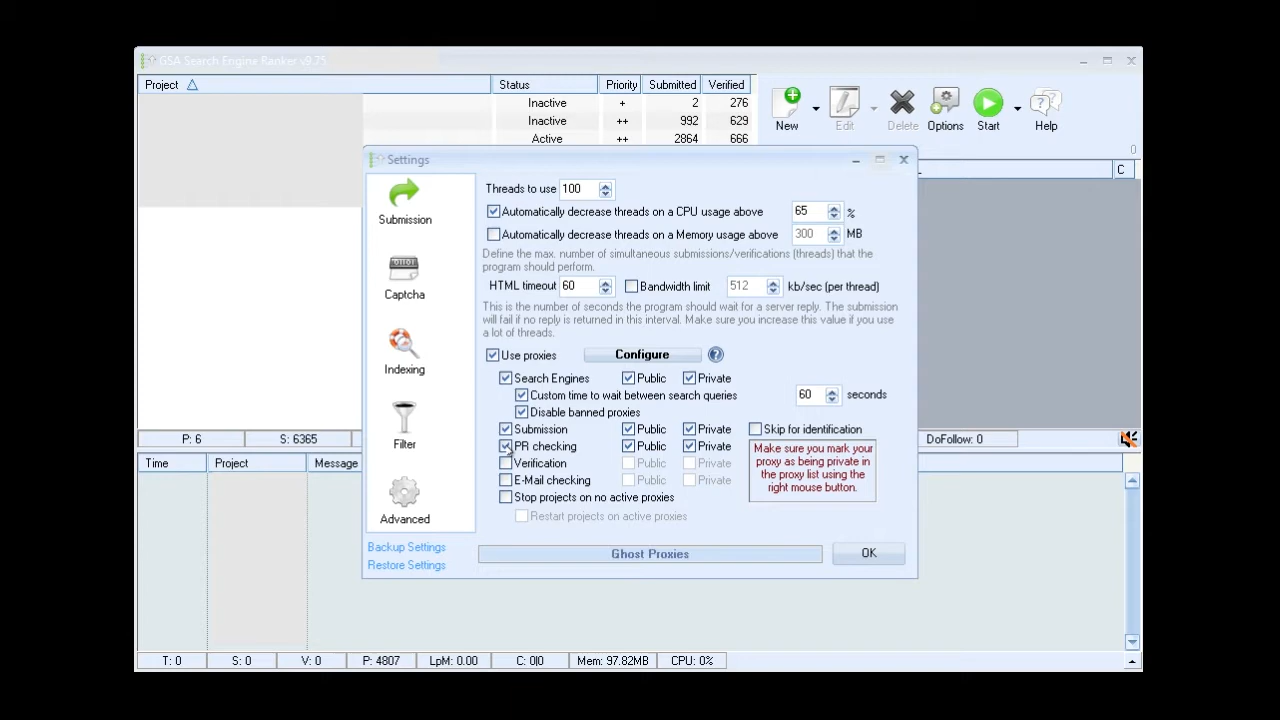 GSA Search Engine Ranker v9.75
Project Status Priority Submitted Verified
Inactive + 2 276
Inactive ++ 992 629
Active ++ 2864 666
New Edit Delete Options Start Help
0
C
Settings
Submission
Captcha
Indexing
Filter
Advanced
Backup Settings
Restore Settings
Threads to use 100
Automatically decrease threads on a CPU usage above 65 %
Automatically decrease threads on a Memory usage above 300 MB
Define the max. number of simultaneous submissions/verifications (threads) that the
program should perform.
HTML timeout 60 Bandwidth limit 512 kb/sec (per thread)
This is the number of seconds the program should wait for a server reply. The submission
will fail if no reply is returned in this interval. Make sure you increase this value if you use
a lot of threads.
Use proxies Configure
Search Engines Public Private
Custom time to wait between search queries 60 seconds
Disable banned proxies
Submission Public Private Skip for identification
PR checking Public Private
Verification Public Private
E-Mail checking Public Private
Stop projects on no active proxies
Restart projects on active proxies
Make sure you mark your
proxy as being private in
the proxy list using the
right mouse button.
Ghost Proxies OK
P: 6 S: 6365 DoFollow: 0
Time Project Message
T: 0 S: 0 V: 0 P: 4807 LpM: 0.00 C: 0|0 Mem: 97.82MB CPU: 0%